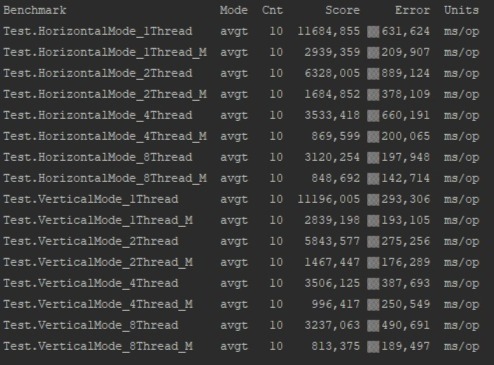 Benchmark Mode Cnt Score Error Units
Test.HorizontalMode_1Thread avgt 10 11684,855 631,624 ms/op
Test.HorizontalMode_1Thread_M avgt 10 2939,359 209,907 ms/op
Test.HorizontalMode_2Thread avgt 10 6328,005 889,124 ms/op
Test.HorizontalMode_2Thread_M avgt 10 1684,852 378,109 ms/op
Test.HorizontalMode_4Thread avgt 10 3533,418 660,191 ms/op
Test.HorizontalMode_4Thread_M avgt 10 869,599 200,065 ms/op
Test.HorizontalMode_8Thread avgt 10 3120,254 197,948 ms/op
Test.HorizontalMode_8Thread_M avgt 10 848,692 142,714 ms/op
Test.VerticalMode_1Thread avgt 10 11196,005 293,306 ms/op
Test.VerticalMode_1Thread_M avgt 10 2839,198 193,105 ms/op
Test.VerticalMode_2Thread avgt 10 5843,577 275,256 ms/op
Test.VerticalMode_2Thread_M avgt 10 1467,447 176,289 ms/op
Test.VerticalMode_4Thread avgt 10 3506,125 387,693 ms/op
Test.VerticalMode_4Thread_M avgt 10 996,417 250,549 ms/op
Test.VerticalMode_8Thread avgt 10 3237,063 490,691 ms/op
Test.VerticalMode_8Thread_M avgt 10 813,375 189,497 ms/op